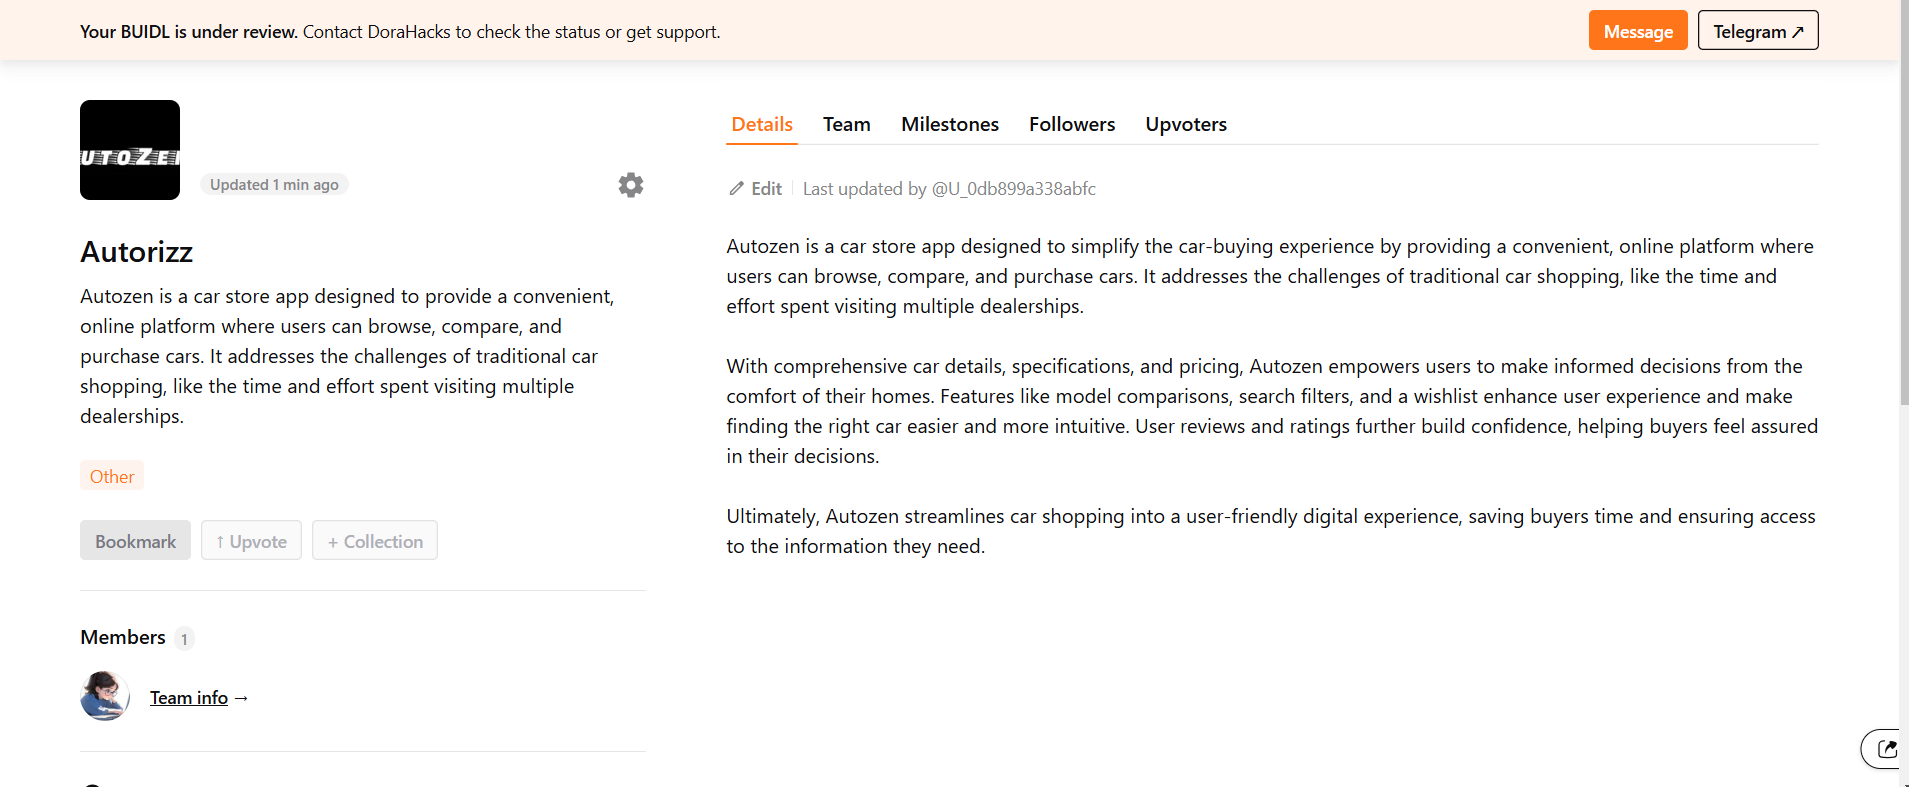 Your BUIDL is under review. Contact DoraHacks to check the status or get support.
Message
Telegram ↗
UTOZE
Updated 1 min ago
Autorizz
Autozen is a car store app designed to provide a convenient,
online platform where users can browse, compare, and
purchase cars. It addresses the challenges of traditional car
shopping, like the time and effort spent visiting multiple
dealerships.
Other
Bookmark
↑ Upvote
+ Collection
Members 1
Team info →
Details
Team
Milestones
Followers
Upvoters
Edit
Last updated by @U_0db899a338abfc
Autozen is a car store app designed to simplify the car-buying experience by providing a convenient, online platform where
users can browse, compare, and purchase cars. It addresses the challenges of traditional car shopping, like the time and
effort spent visiting multiple dealerships.
With comprehensive car details, specifications, and pricing, Autozen empowers users to make informed decisions from the
comfort of their homes. Features like model comparisons, search filters, and a wishlist enhance user experience and make
finding the right car easier and more intuitive. User reviews and ratings further build confidence, helping buyers feel assured
in their decisions.
Ultimately, Autozen streamlines car shopping into a user-friendly digital experience, saving buyers time and ensuring access
to the information they need.